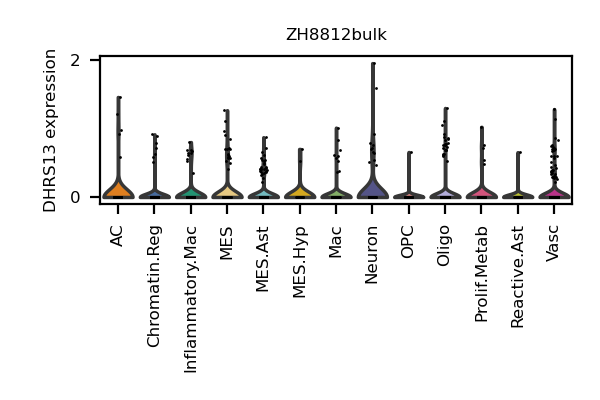 ZH8812bulk
DHRS13 expression
2
0
AC
Chromatin.Reg
Inflammatory.Mac
MES
MES.Ast
MES.Hyp
Mac
Neuron
OPC
Oligo
Prolif.Metab
Reactive.Ast
Vasc